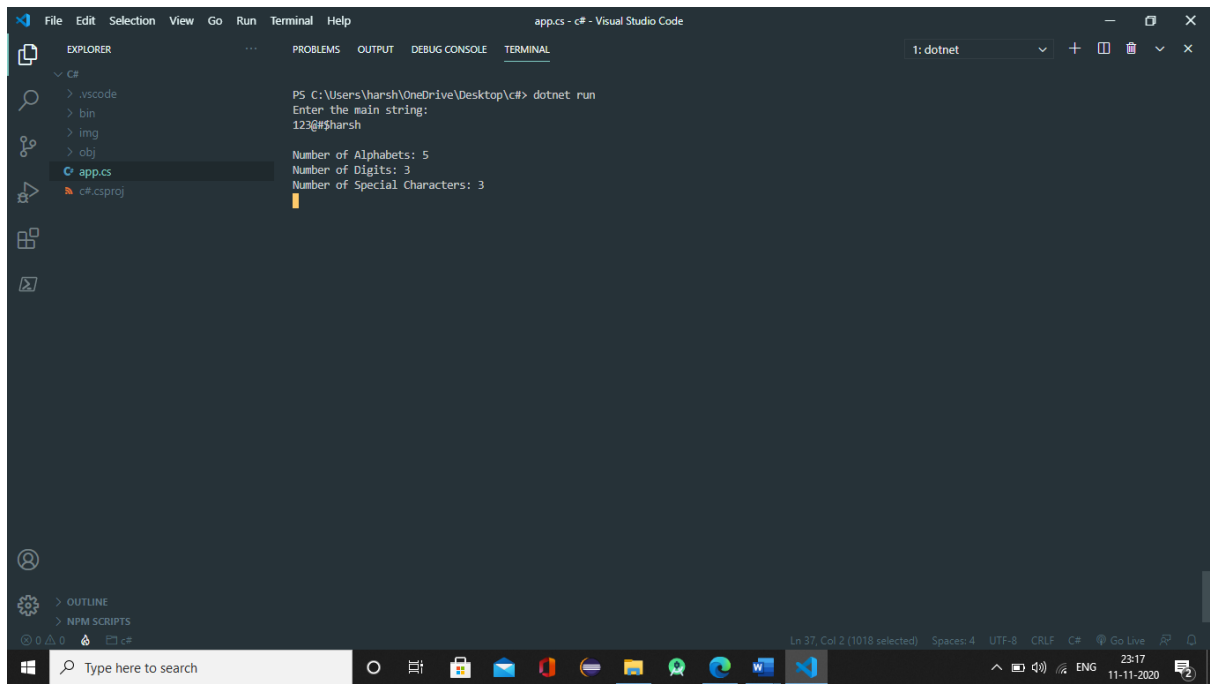 File Edit Selection View Go Run Terminal Help app.cs - c# - Visual Studio Code
EXPLORER ... PROBLEMS OUTPUT DEBUG CONSOLE TERMINAL 1: dotnet
C#
.vscode
bin
img
obj
app.cs
c#.csproj
PS C:\Users\harsh\OneDrive\Desktop\c#> dotnet run
Enter the main string:
123@#$harsh
Number of Alphabets: 5
Number of Digits: 3
Number of Special Characters: 3
OUTLINE
NPM SCRIPTS
0 0 c# Ln 37, Col 2 (1018 selected) Spaces: 4 UTF-8 CRLF C# Go Live
Type here to search ENG 23:17
11-11-2020 2